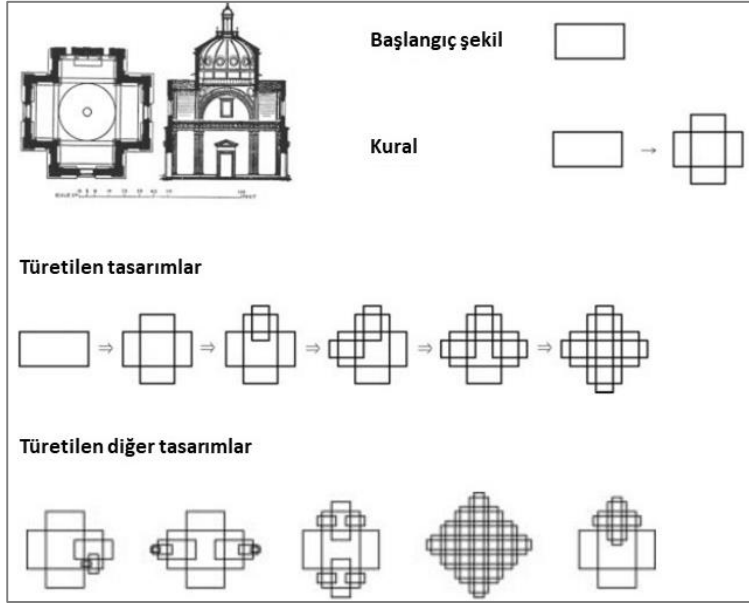 Başlangıç şekil
Kural
Türetilen tasarımlar
Türetilen diğer tasarımlar